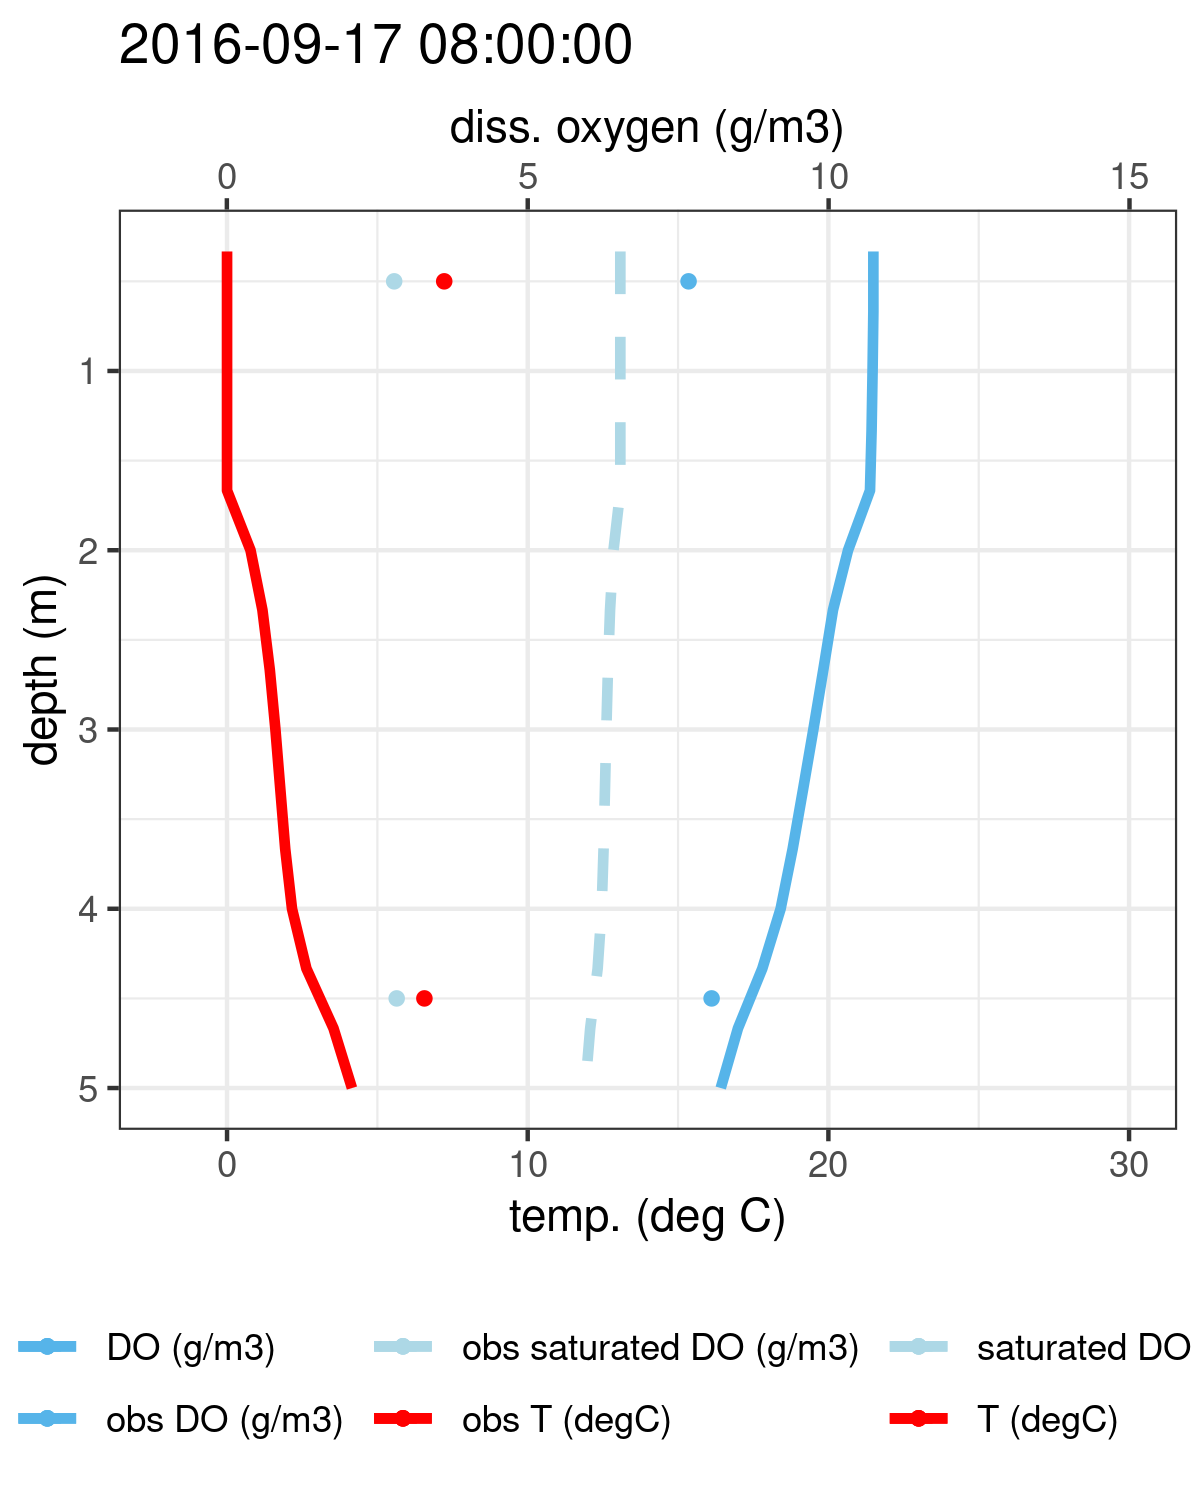 2016-09-17 08:00:00
diss. oxygen (g/m3)
0 5 10 15
depth (m)
1
2
3
4
5
0 10 20 30
temp. (deg C)
DO (g/m3) obs saturated DO (g/m3) saturated DO
obs DO (g/m3) obs T (degC) T (degC)